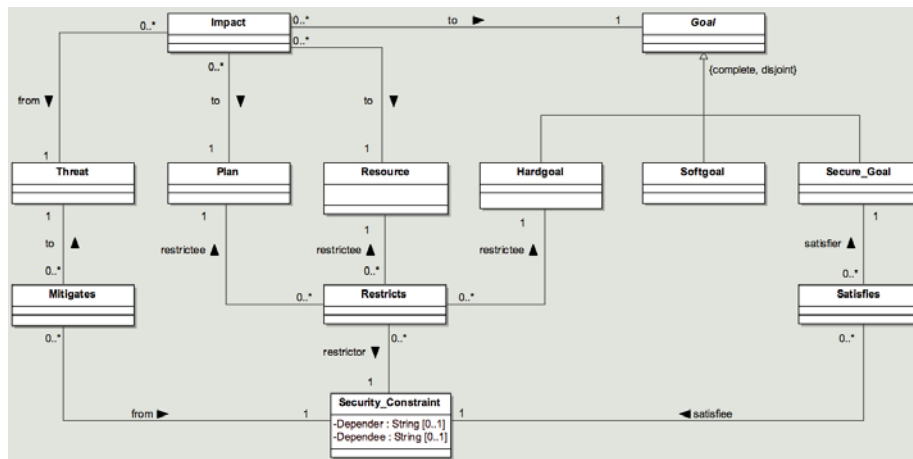 Impact
Goal
0..*
0..*
to
1
0..*
0..*
{complete, disjoint}
from
to
to
1
1
1
Threat
Plan
Resource
Hardgoal
Softgoal
Secure_Goal
1
1
1
1
1
to
restrictee
restrictee
restrictee
satisfier
0..*
0..*
0..*
0..*
0..*
Mitigates
Restricts
Satisfies
0..*
0..*
0..*
restrictor
1
Security_Constraint
from
1
1
satisfiee
-Depender : String [0..1]
-Dependee : String [0..1]